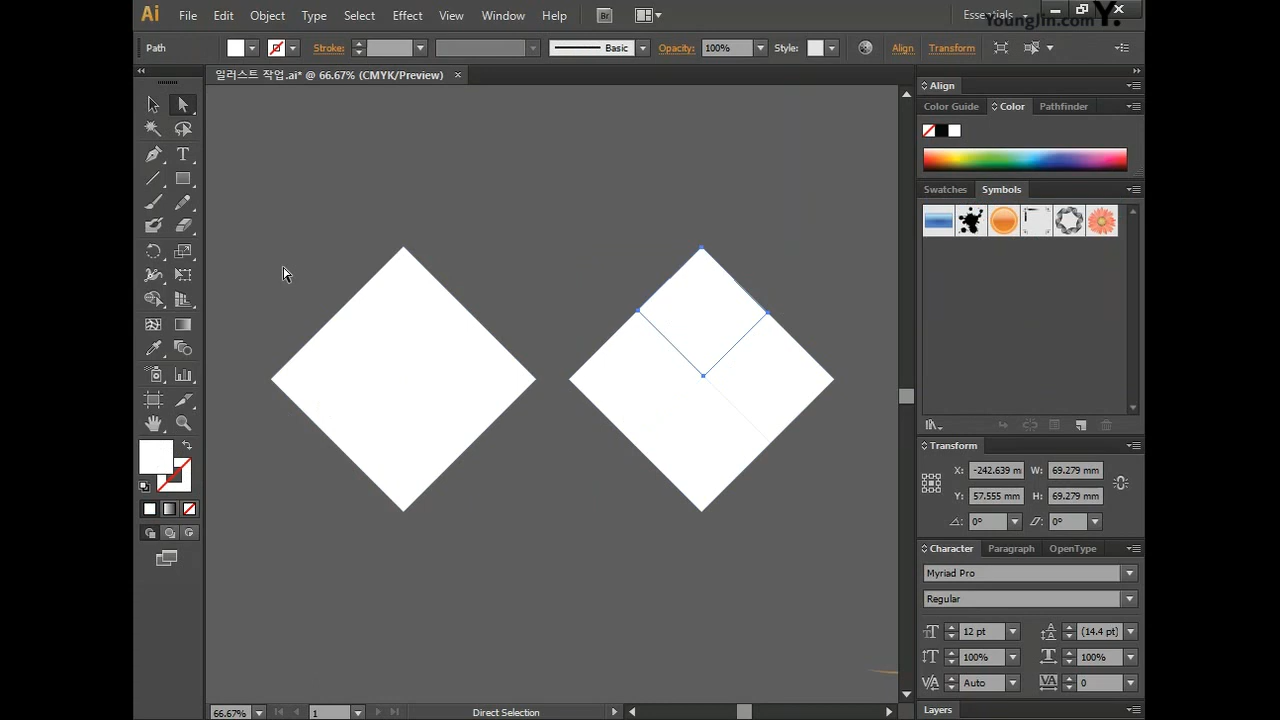 Ai File Edit Object Type Select Effect View Window Help Br Essentials
YoungJin.com Y.
Path Stroke: Basic Opacity: 100% Style: Align Transform
일러스트 작업.ai* @ 66.67% (CMYK/Preview)
Align
Color Guide Color Pathfinder
Swatches Symbols
Transform
X: -242.639 m W: 69.279 mm
Y: 57.555 mm H: 69.279 mm
0° 0°
Character Paragraph OpenType
Myriad Pro
Regular
12 pt (14.4 pt)
100% 100%
Auto 0
Layers
66.67% 1 Direct Selection